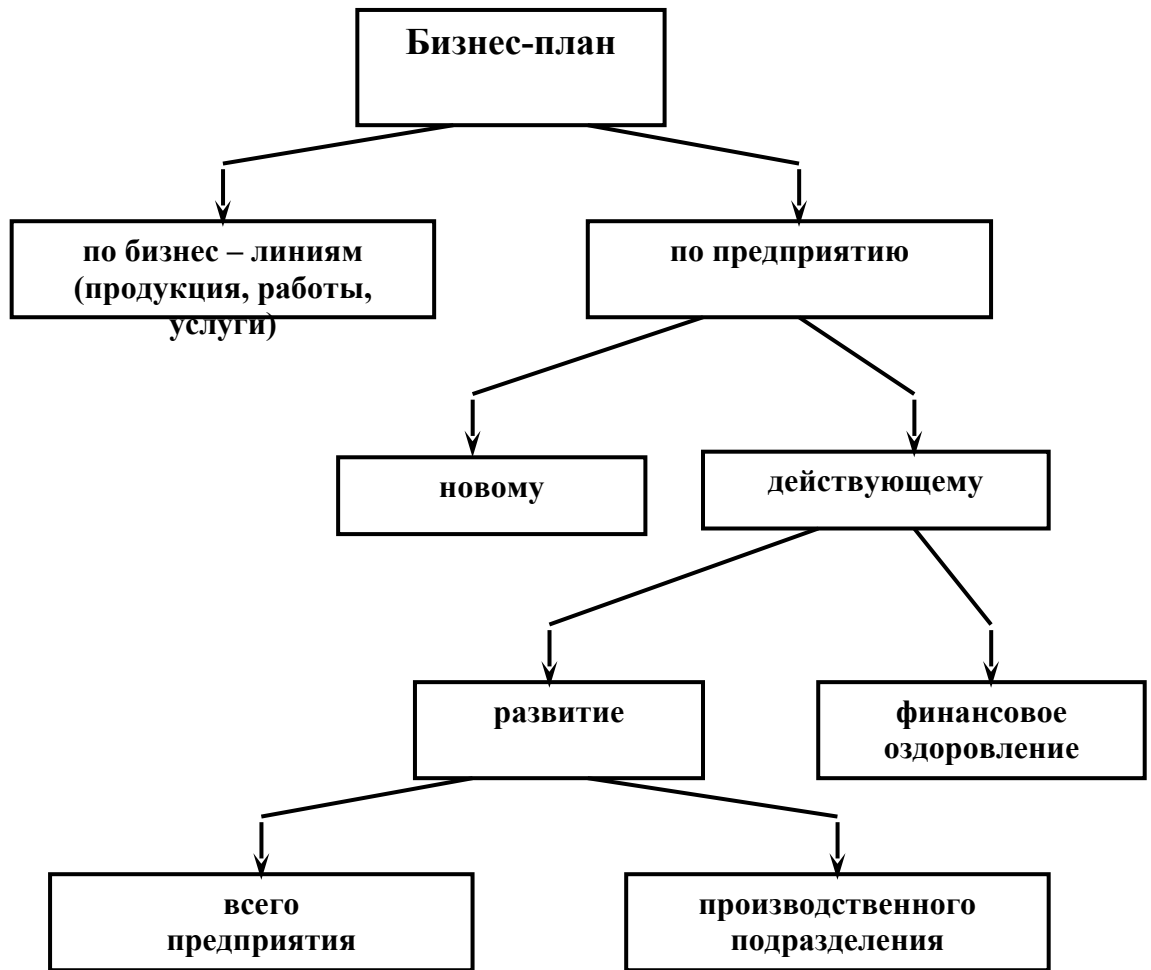 Бизнес-план
по бизнес – линиям
(продукция, работы,
услуги)
по предприятию
новому
действующему
развитие
финансовое
оздоровление
всего
предприятия
производственного
подразделения